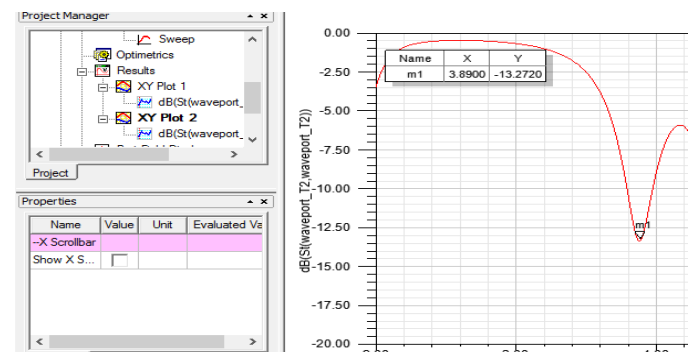 Project Manager
Sweep
Optimetrics
Results
XY Plot 1
dB(St(waveport_
XY Plot 2
dB(St(waveport_
Project
Properties
Name Value Unit Evaluated Va
--X Scrollbar
Show X S...
dB(St(waveport_T2,waveport_T2))
0.00
-2.50
-5.00
-7.50
-10.00
-12.50
-15.00
-17.50
-20.00
Name X Y
m1 3.8900 -13.2720
m1